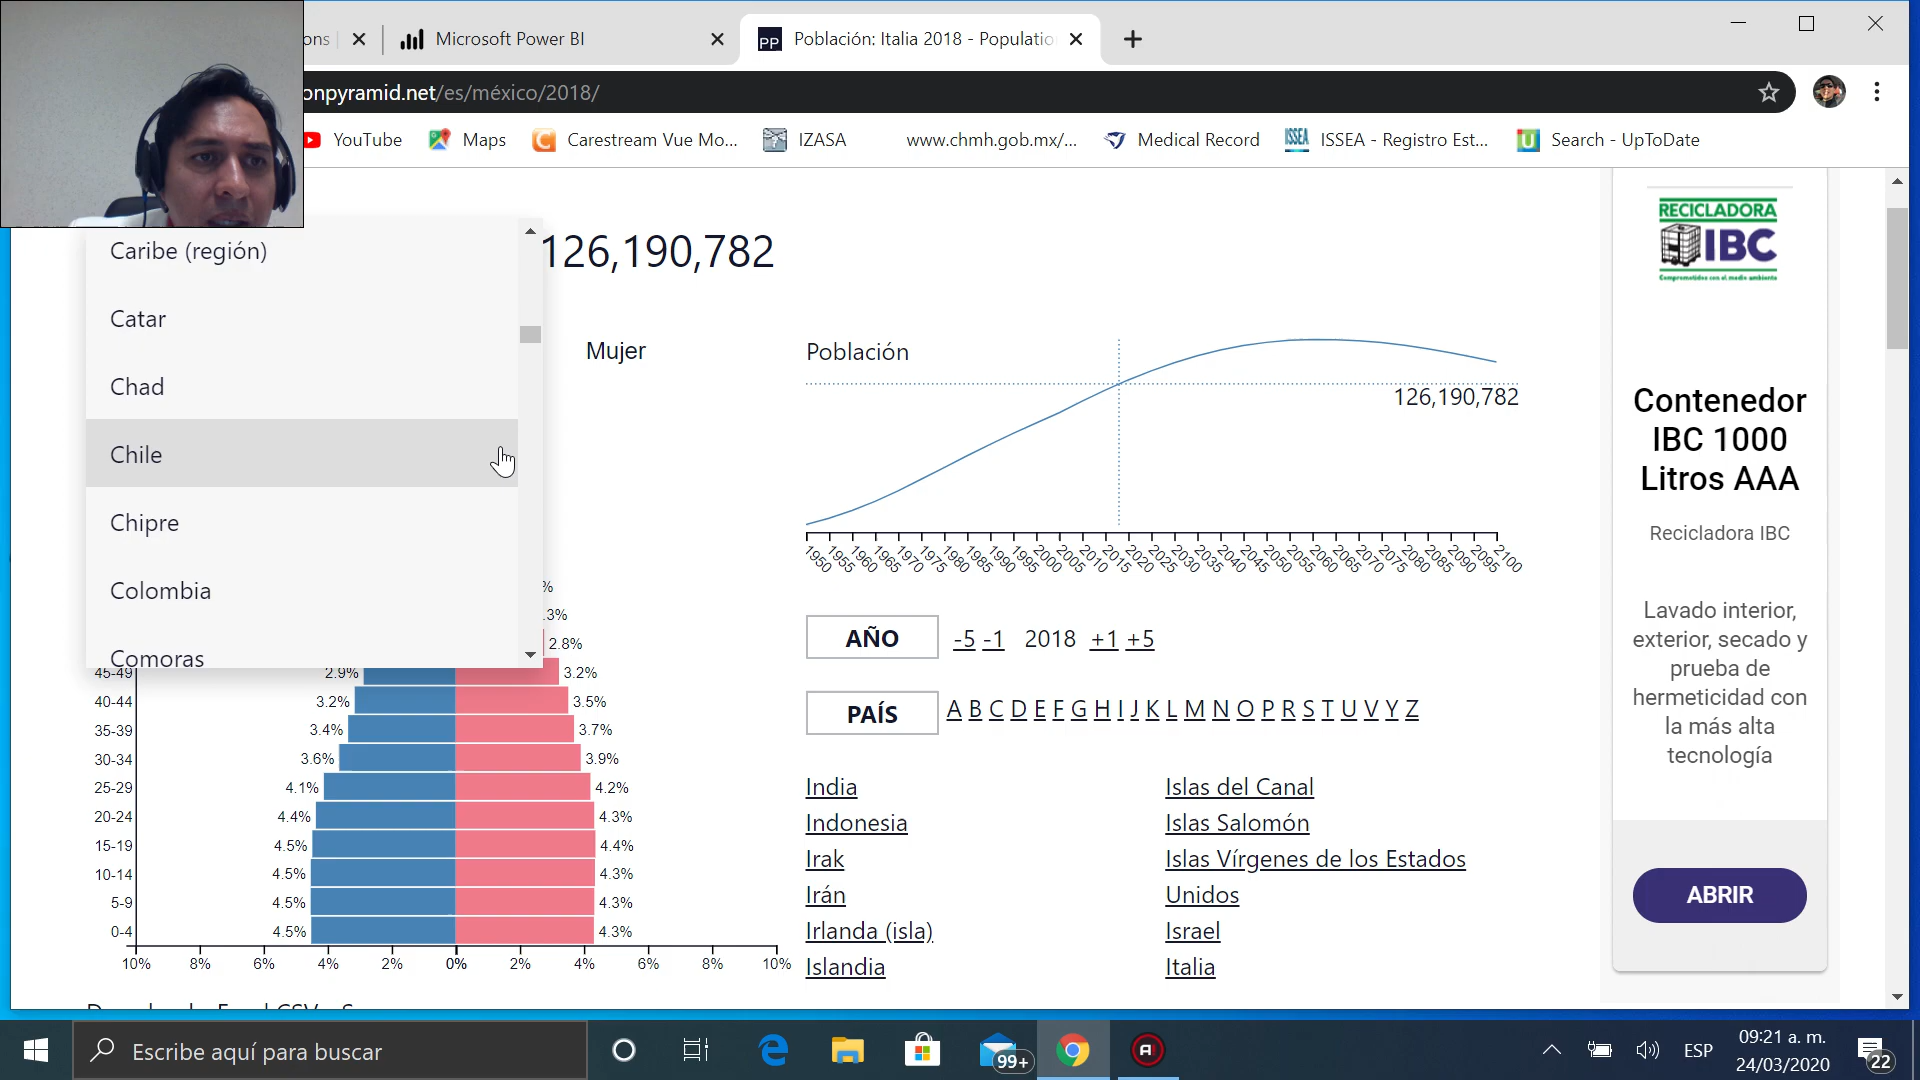 ons
Microsoft Power BI
PP
Población: Italia 2018 - Populatio
onpyramid.net/es/méxico/2018/
YouTube
Maps
Carestream Vue Mo...
IZASA
www.chmh.gob.mx/...
Medical Record
ISSEA
ISSEA - Registro Est...
U
Search - UpToDate
Caribe (región)
Catar
Chad
Chile
Chipre
Colombia
Comoras
126,190,782
Mujer
%
.3%
2.8%
45-49 2.9% 3.2%
40-44 3.2% 3.5%
35-39 3.4% 3.7%
30-34 3.6% 3.9%
25-29 4.1% 4.2%
20-24 4.4% 4.3%
15-19 4.5% 4.4%
10-14 4.5% 4.3%
5-9 4.5% 4.3%
0-4 4.5% 4.3%
10% 8% 6% 4% 2% 0% 2% 4% 6% 8% 10%
Población
126,190,782
1950 1955 1960 1965 1970 1975 1980 1985 1990 1995 2000 2005 2010 2015 2020 2025 2030 2035 2040 2045 2050 2055 2060 2065 2070 2075 2080 2085 2090 2095 2100
AÑO -5 -1 2018 +1 +5
PAÍS A B C D E F G H I J K L M N O P R S T U V Y Z
India
Indonesia
Irak
Irán
Irlanda (isla)
Islandia
Islas del Canal
Islas Salomón
Islas Vírgenes de los Estados
Unidos
Israel
Italia
RECICLADORA
IBC
Comprometidos con el medio ambiente
Contenedor
IBC 1000
Litros AAA
Recicladora IBC
Lavado interior,
exterior, secado y
prueba de
hermeticidad con
la más alta
tecnología
ABRIR
Escribe aquí para buscar
99+
ESP
09:21 a. m.
24/03/2020
22